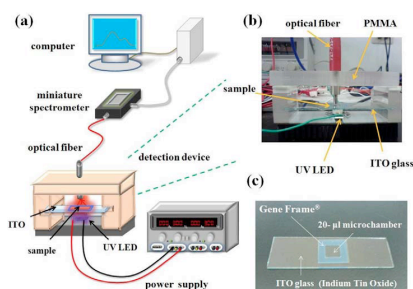 (a)
computer
miniature
spectrometer
optical fiber
detection device
ITO
sample
UV LED
power supply
(b)
optical fiber
PMMA
sample
UV LED
ITO glass
(c)
Gene Frame®
20- µl microchamber
ITO glass (Indium Tin Oxide)